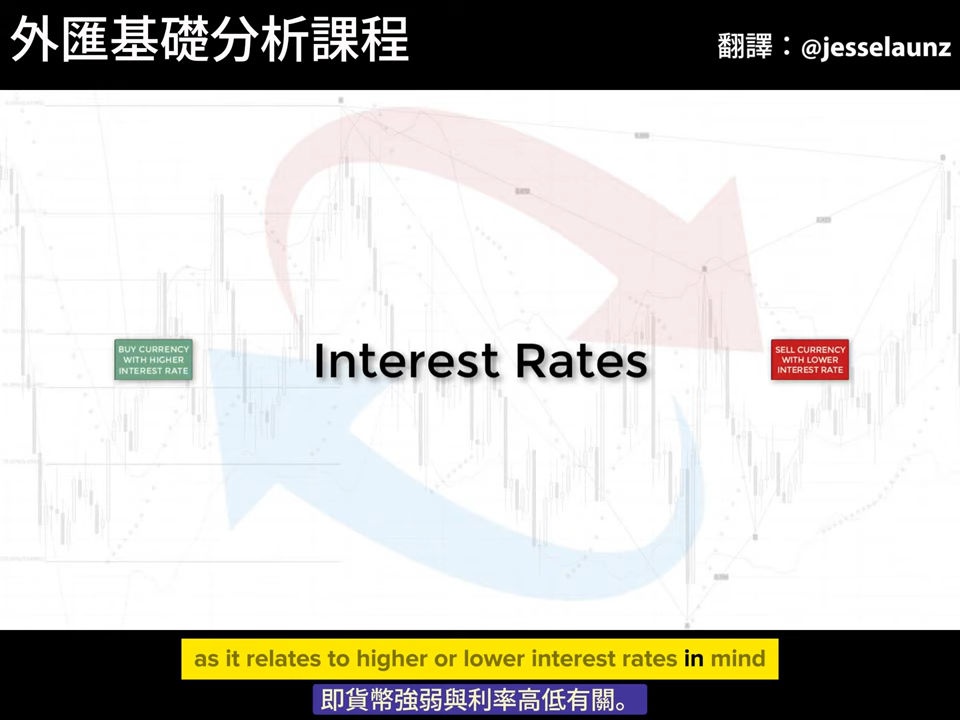 外匯基礎分析課程
翻譯：@jesselaunz
BUY CURRENCY
WITH HIGHER
INTEREST RATE
Interest Rates
SELL CURRENCY
WITH LOWER
INTEREST RATE
as it relates to higher or lower interest rates in mind
即貨幣強弱與利率高低有關。